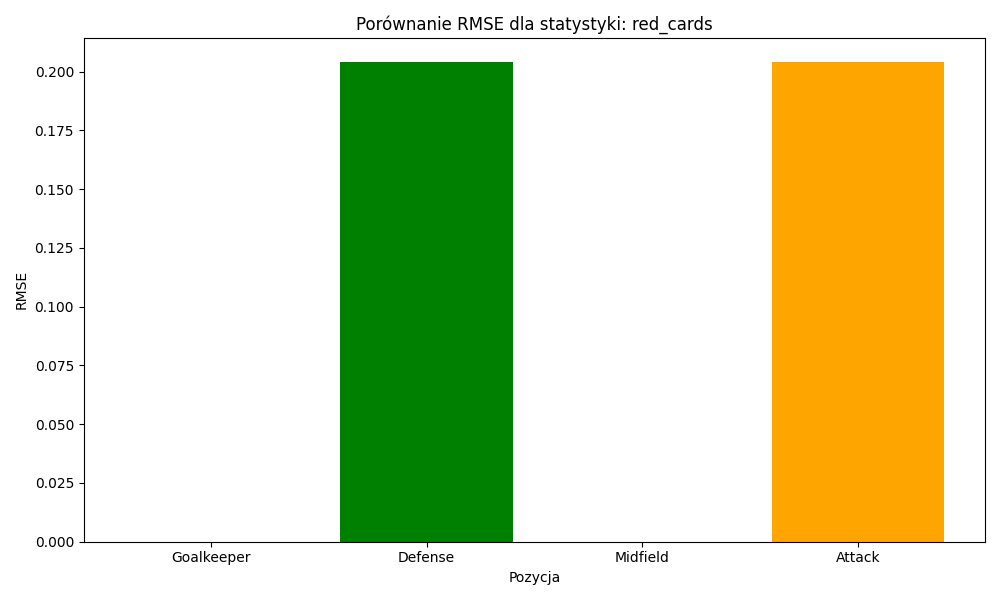 Porównanie RMSE dla statystyki: red_cards
RMSE
0.200
0.175
0.150
0.125
0.100
0.075
0.050
0.025
0.000
Goalkeeper Defense Midfield Attack
Pozycja